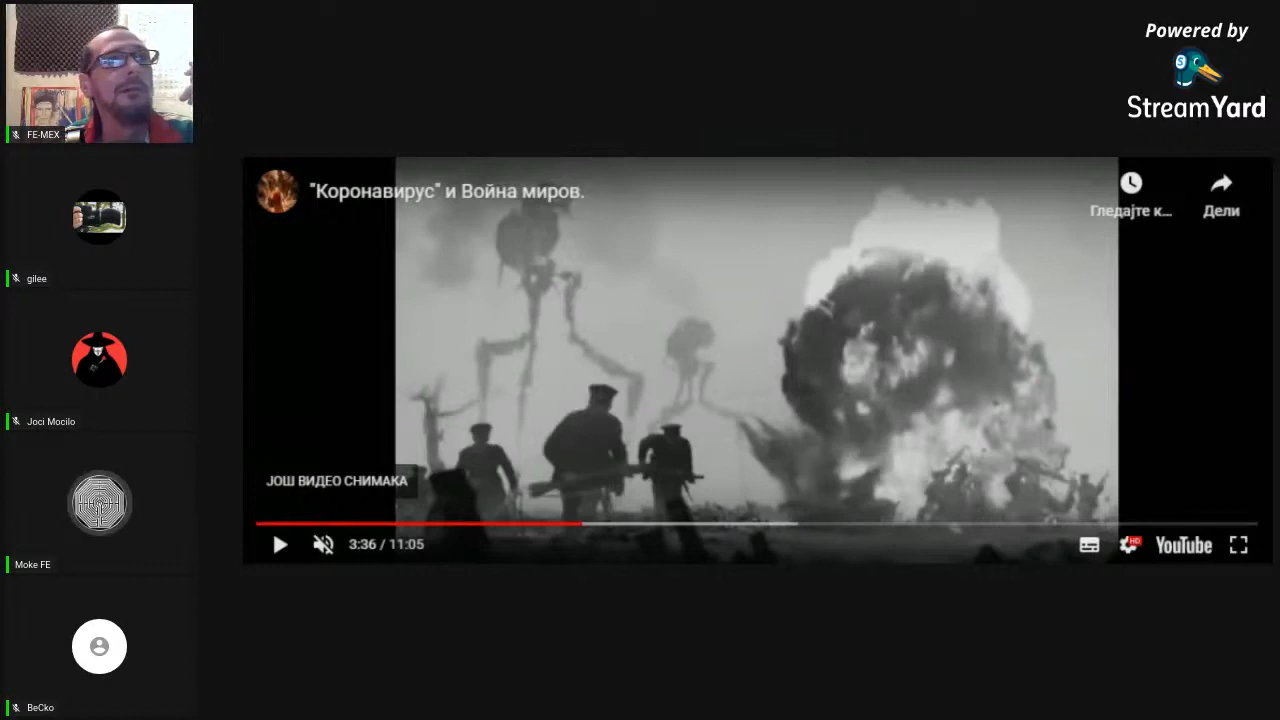 Powered by
StreamYard
FE-MEX
gilee
Joci Mocilo
Moke FE
BeCko
"Коронавирус" и Война миров.
Гледајте к...
Дели
ЈОШ ВИДЕО СНИМАКА
3:36 / 11:05
HD
YouTube